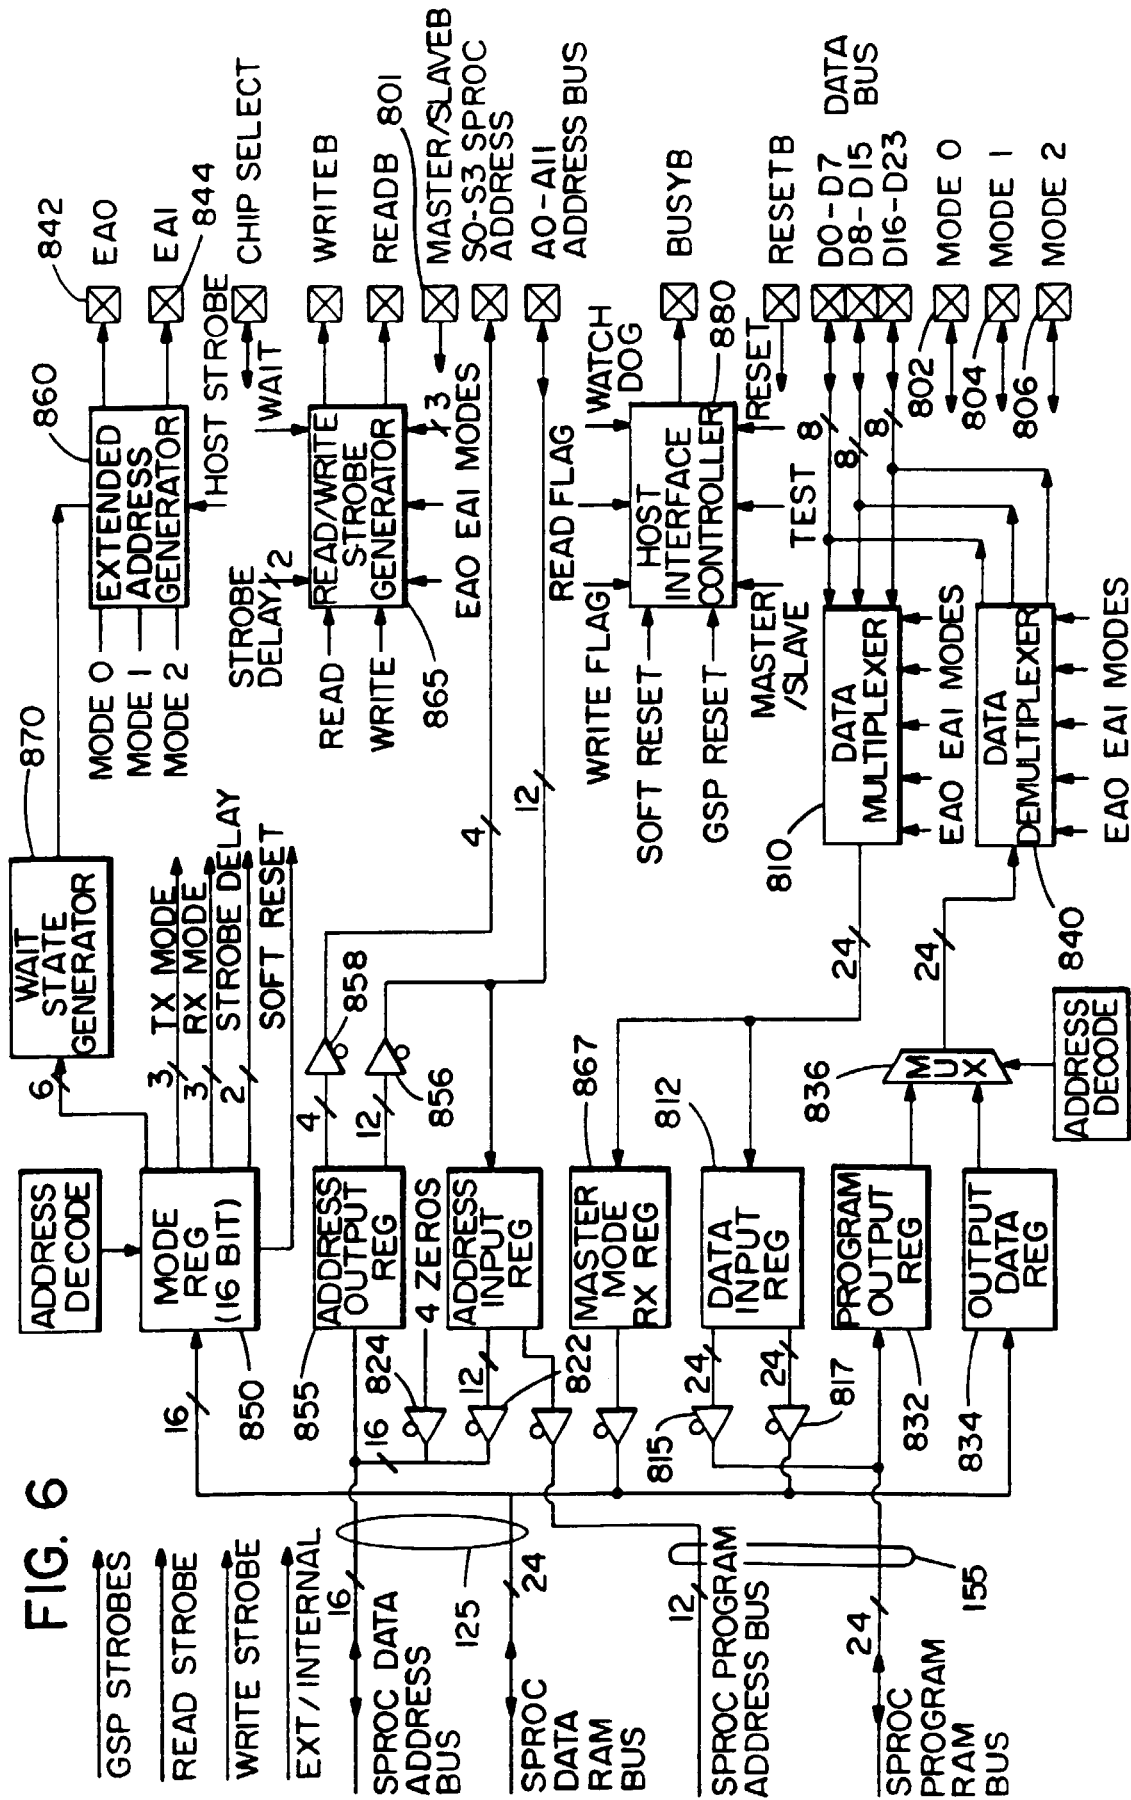 FIG. 6
GSP STROBES
READ STROBE
WRITE STROBE
EXT/INTERNAL
16
SPROC DATA
ADDRESS
BUS
125
24
SPROC
DATA
RAM
BUS
12
SPROC PROGRAM
ADDRESS BUS
24
155
SPROC
PROGRAM
RAM
BUS
ADDRESS
DECODE
16
MODE
REG
(16 BIT)
850
6
WAIT
STATE
GENERATOR
870
3
TX MODE
3
RX MODE
2
STROBE DELAY
SOFT RESET
855
ADDRESS
OUTPUT
REG
4
858
12
856
16
824
4 ZEROS
12
822
ADDRESS
INPUT
REG
MASTER
MODE
RX REG
867
815
24
24
817
DATA
INPUT
REG
812
832
PROGRAM
OUTPUT
REG
834
OUTPUT
DATA
REG
836
MUX
ADDRESS
DECODE
24
24
4
12
MODE 0
MODE 1
MODE 2
EXTENDED
ADDRESS
GENERATOR
860
HOST STROBE
842
EA0
EA1
844
CHIP SELECT
STROBE
DELAY
2
WAIT
READ
WRITE
865
READ/WRITE
STROBE
GENERATOR
EA0 EA1 MODES
3
WRITEB
READB
801
MASTER/SLAVEB
S0-S3 SPROC
ADDRESS
A0-A11
ADDRESS BUS
WRITE FLAG
READ FLAG
WATCH
DOG
SOFT RESET
GSP RESET
HOST
INTERFACE
CONTROLLER
880
MASTER
/SLAVE
TEST
RESET
BUSYB
RESETB
810
DATA
MULTIPLEXER
EA0 EA1 MODES
8
8
8
D0-D7
D8-D15
D16-D23
DATA
BUS
840
DATA
DEMULTIPLEXER
EA0 EA1 MODES
802
MODE 0
804
MODE 1
806
MODE 2